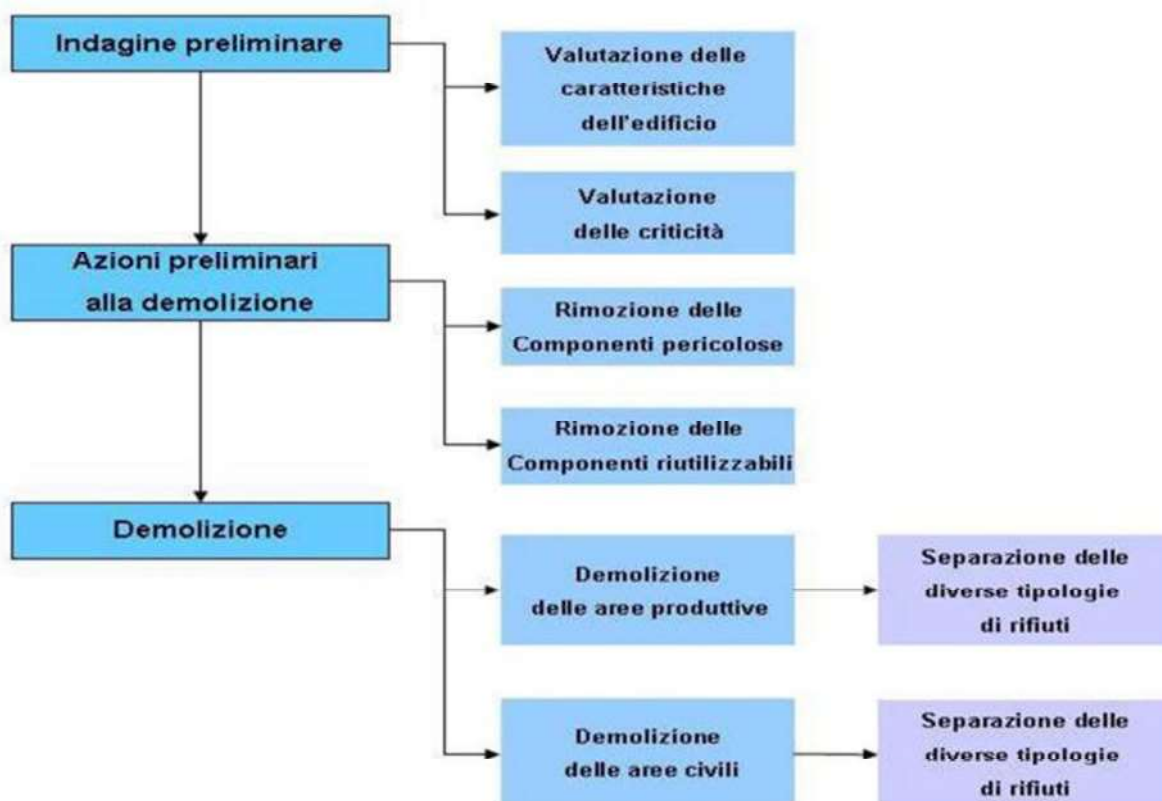 Indagine preliminare
Valutazione delle
caratteristiche
dell'edificio
Valutazione
delle criticità
Azioni preliminari
alla demolizione
Rimozione delle
Componenti pericolose
Rimozione delle
Componenti riutilizzabili
Demolizione
Demolizione
delle aree produttive
Separazione delle
diverse tipologie
di rifiuti
Demolizione
delle aree civili
Separazione delle
diverse tipologie
di rifiuti